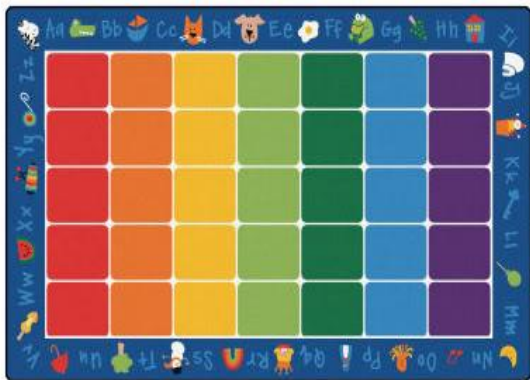 Aa Bb Cc Dd Ee Ff Gg Hh
Ii
Jj
Kk
Ll
Mm
Nn
Oo
Pp
Qq
Rr
Ss
Tt
Uu
Vv
Ww
Xx
Yy
Zz